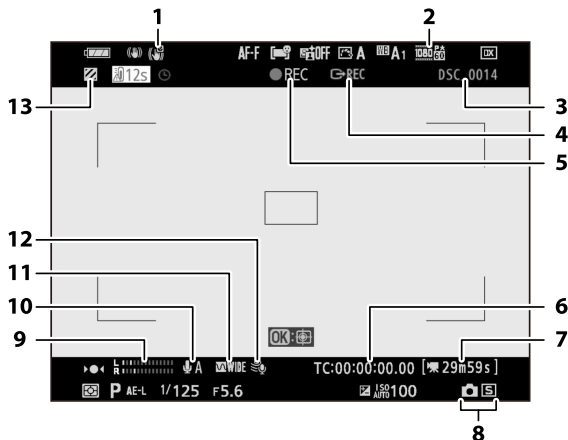 1 2
AF-F OFF A WB A1 1080 60 DX
12s REC REC DSC_0014
13 3
4
5
12
11
10 6
9 7
OK:
L R A WIDE TC:00:00:00.00 [29m59s]
P AE-L 1/125 F5.6 ISO AUTO 100 S
8